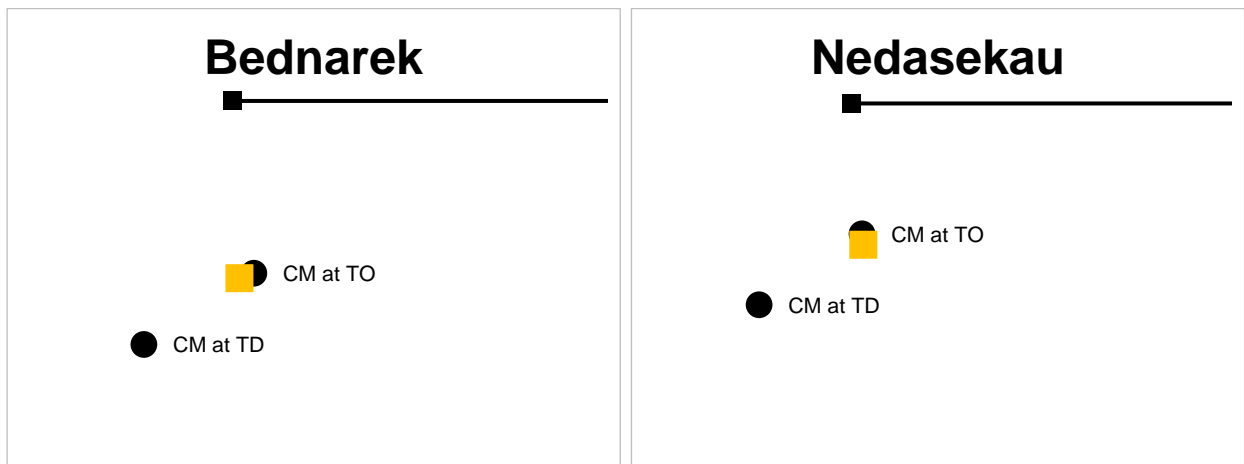 Bednarek
CM at TO
CM at TD
Nedasekau
CM at TO
CM at TD